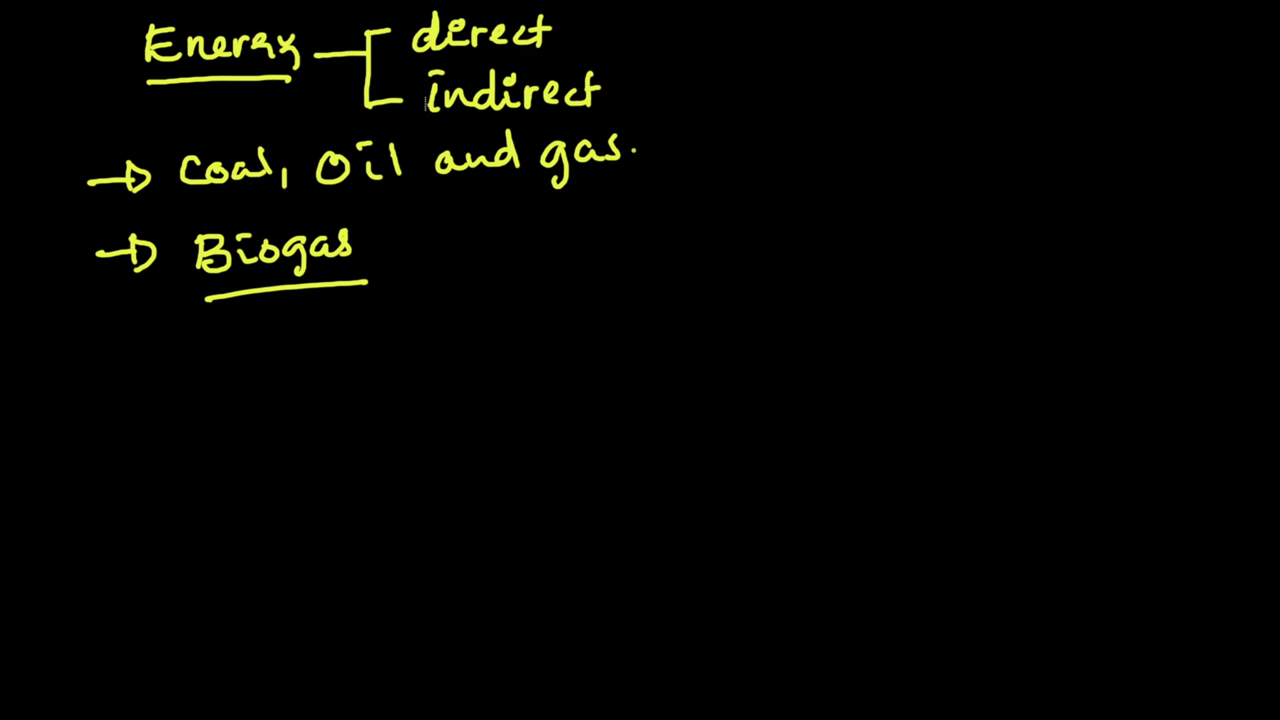 Energy direct
indirect
→ Coal, Oil and gas.
→ Biogas